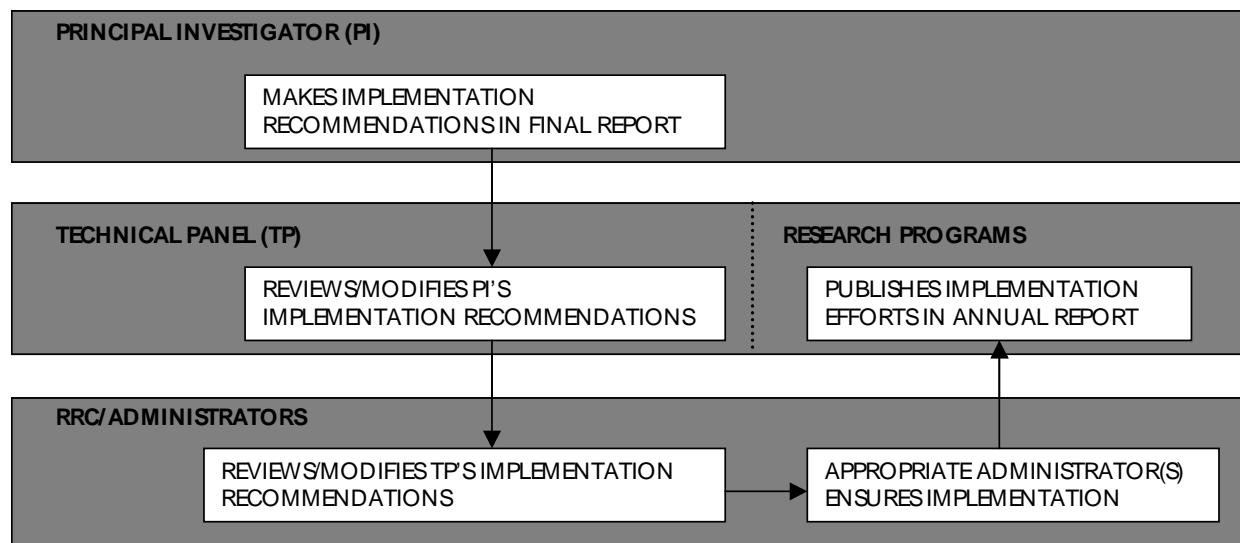 PRINCIPAL INVESTIGATOR (PI)
MAKES IMPLEMENTATION
RECOMMENDATIONS IN FINAL REPORT
TECHNICAL PANEL (TP)
REVIEWS/MODIFIES PI'S
IMPLEMENTATION RECOMMENDATIONS
RESEARCH PROGRAMS
PUBLISHES IMPLEMENTATION
EFFORTS IN ANNUAL REPORT
RRC/ADMINISTRATORS
REVIEWS/MODIFIES TP'S IMPLEMENTATION
RECOMMENDATIONS
APPROPRIATE ADMINISTRATOR(S)
ENSURES IMPLEMENTATION